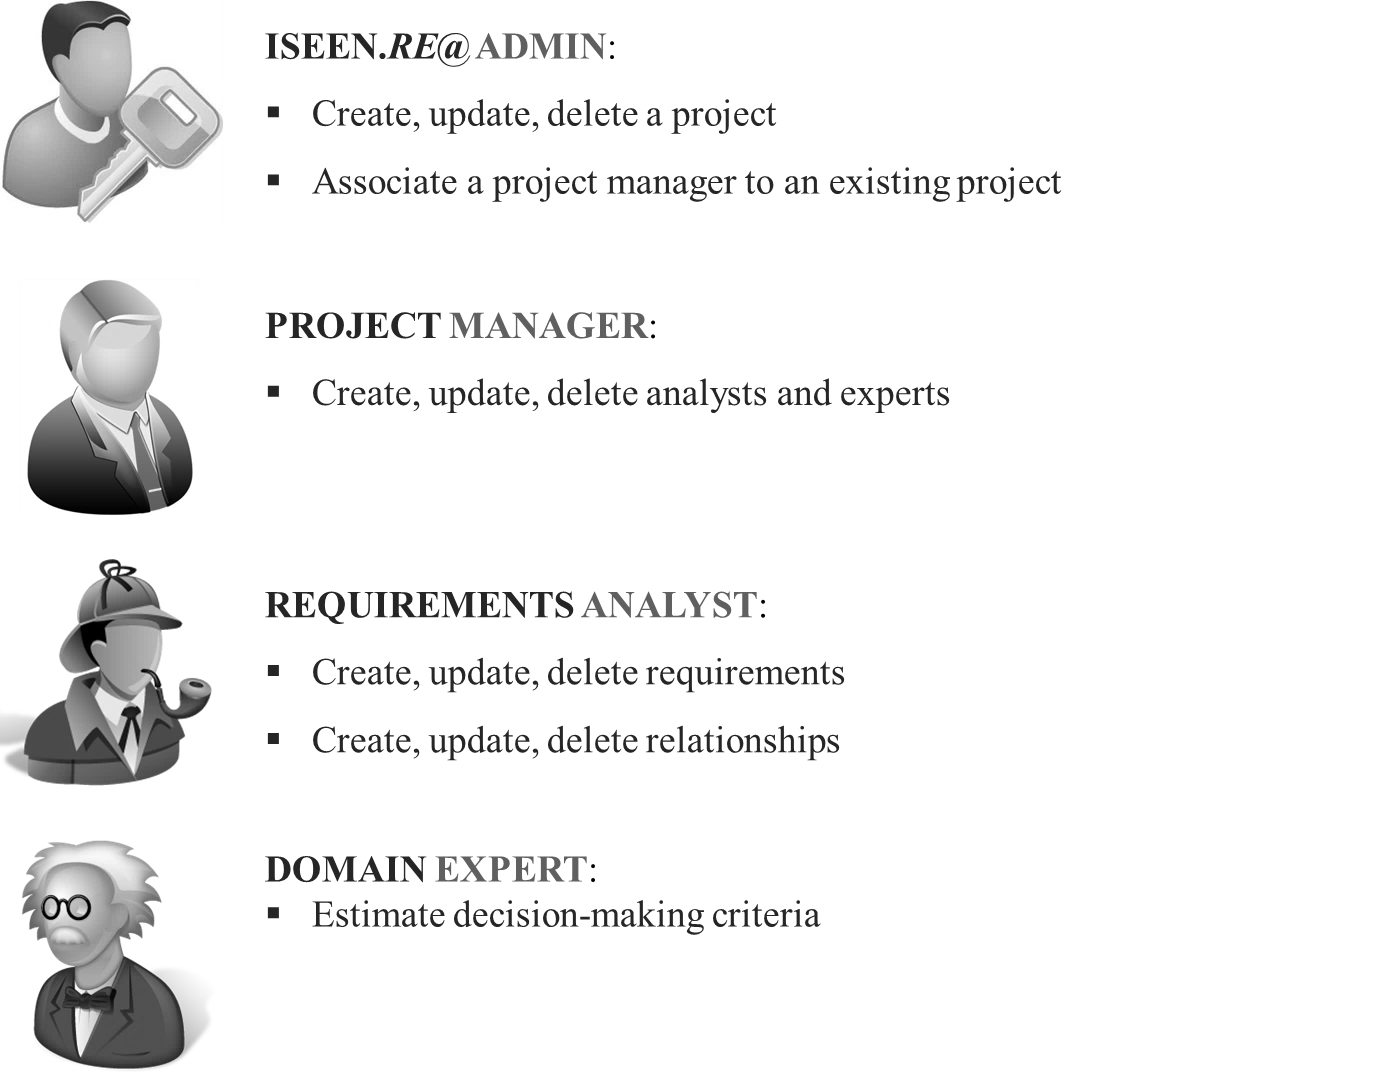 ISEEN.RE@ ADMIN:
▪ Create, update, delete a project
▪ Associate a project manager to an existing project
PROJECT MANAGER:
▪ Create, update, delete analysts and experts
REQUIREMENTS ANALYST:
▪ Create, update, delete requirements
▪ Create, update, delete relationships
DOMAIN EXPERT:
▪ Estimate decision-making criteria